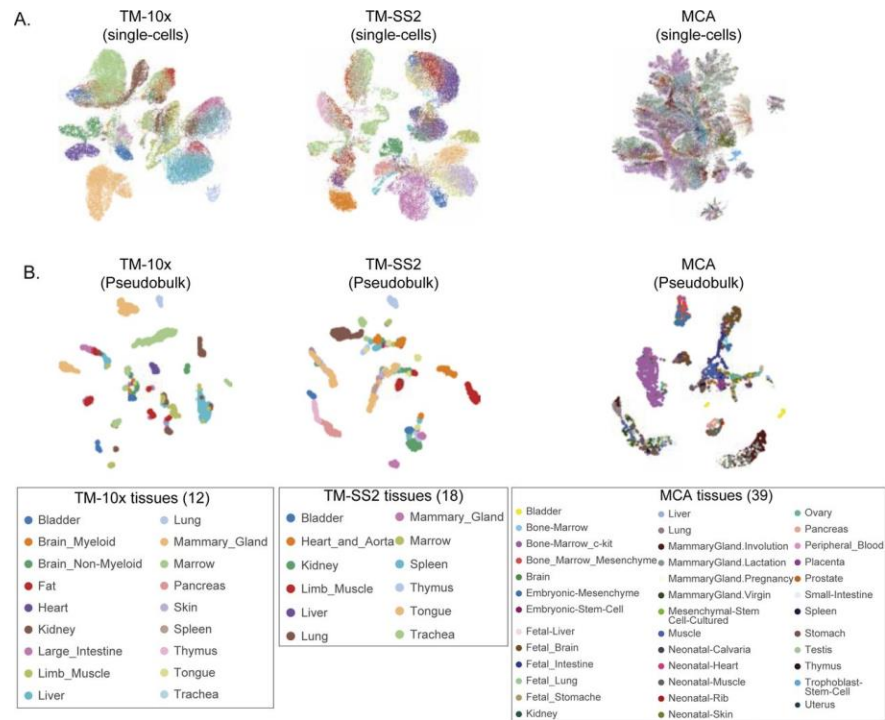 A.
TM-10x
(single-cells)
TM-SS2
(single-cells)
MCA
(single-cells)
B.
TM-10x
(Pseudobulk)
TM-SS2
(Pseudobulk)
MCA
(Pseudobulk)
TM-10x tissues (12)
Bladder
Brain_Myeloid
Brain_Non-Myeloid
Fat
Heart
Kidney
Large_Intestine
Limb_Muscle
Liver
Lung
Mammary_Gland
Marrow
Pancreas
Skin
Spleen
Thymus
Tongue
Trachea
TM-SS2 tissues (18)
Bladder
Heart_and_Aorta
Kidney
Limb_Muscle
Liver
Lung
Mammary_Gland
Marrow
Spleen
Thymus
Tongue
Trachea
MCA tissues (39)
Bladder
Bone-Marrow
Bone-Marrow_c-kit
Bone_Marrow_Mesenchyme
Brain
Embryonic-Mesenchyme
Embryonic-Stem-Cell
Fetal-Liver
Fetal_Brain
Fetal_Intestine
Fetal_Lung
Fetal_Stomache
Kidney
Liver
Lung
MammaryGland.Involution
MammaryGland.Lactation
MammaryGland.Pregnancy
MammaryGland.Virgin
Mesenchymal-Stem
Cell-Cultured
Muscle
Neonatal-Calvaria
Neonatal-Heart
Neonatal-Muscle
Neonatal-Rib
Neonatal-Skin
Ovary
Pancreas
Peripheral_Blood
Placenta
Prostate
Small-Intestine
Spleen
Stomach
Testis
Thymus
Trophoblast-
Stem-Cell
Uterus